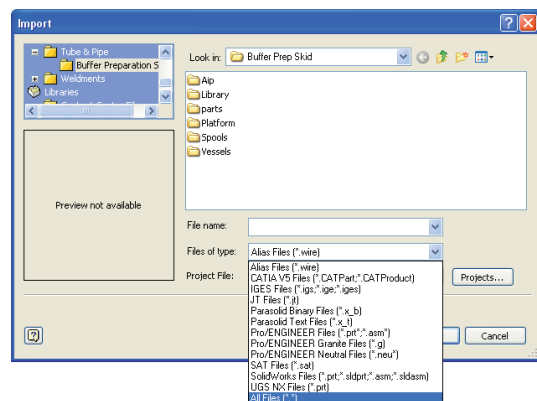 Import
Tube & Pipe
Buffer Preparation S
Weldments
Libraries
Look in:
Buffer Prep Skid
Aip
Library
parts
Platform
Spools
Vessels
Preview not available
File name:
Files of type:
Alias Files (*.wire)
Project File:
Alias Files (*.wire)
CATIA V5 Files (*.CATPart;*.CATProduct)
IGES Files (*.igs;*.ige;*.iges)
JT Files (*.jt)
Parasolid Binary Files (*.x_b)
Parasolid Text Files (*.x_t)
Pro/ENGINEER Files (*.prt*;*.asm*)
Pro/ENGINEER Granite Files (*.g)
Pro/ENGINEER Neutral Files (*.neu*)
SAT Files (*.sat)
SolidWorks Files (*.prt;*.sldprt;*.asm;*.sldasm)
UGS NX Files (*.prt)
All Files (*.*)
Projects...
Cancel